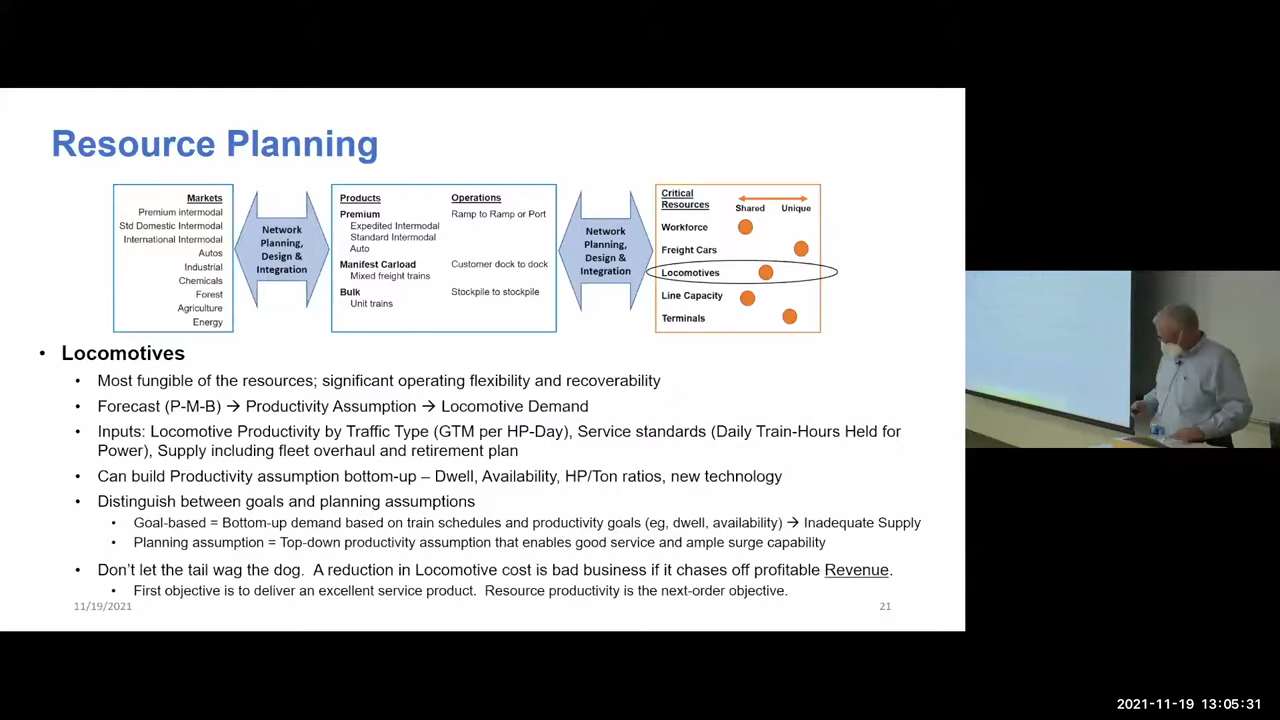 Resource Planning
Markets
Premium intermodal
Std Domestic Intermodal
International Intermodal
Autos
Industrial
Chemicals
Forest
Agriculture
Energy
Network
Planning,
Design &
Integration
Products
Premium
Expedited Intermodal
Standard Intermodal
Auto
Manifest Carload
Mixed freight trains
Bulk
Unit trains
Operations
Ramp to Ramp or Port
Customer dock to dock
Stockpile to stockpile
Network
Planning,
Design &
Integration
Critical
Resources
Shared Unique
Workforce
Freight Cars
Locomotives
Line Capacity
Terminals
• Locomotives
• Most fungible of the resources; significant operating flexibility and recoverability
• Forecast (P-M-B) → Productivity Assumption → Locomotive Demand
• Inputs: Locomotive Productivity by Traffic Type (GTM per HP-Day), Service standards (Daily Train-Hours Held for
Power), Supply including fleet overhaul and retirement plan
• Can build Productivity assumption bottom-up – Dwell, Availability, HP/Ton ratios, new technology
• Distinguish between goals and planning assumptions
• Goal-based = Bottom-up demand based on train schedules and productivity goals (eg, dwell, availability) → Inadequate Supply
• Planning assumption = Top-down productivity assumption that enables good service and ample surge capability
• Don't let the tail wag the dog. A reduction in Locomotive cost is bad business if it chases off profitable Revenue.
• First objective is to deliver an excellent service product. Resource productivity is the next-order objective.
11/19/2021
21
2021-11-19 13:05:31